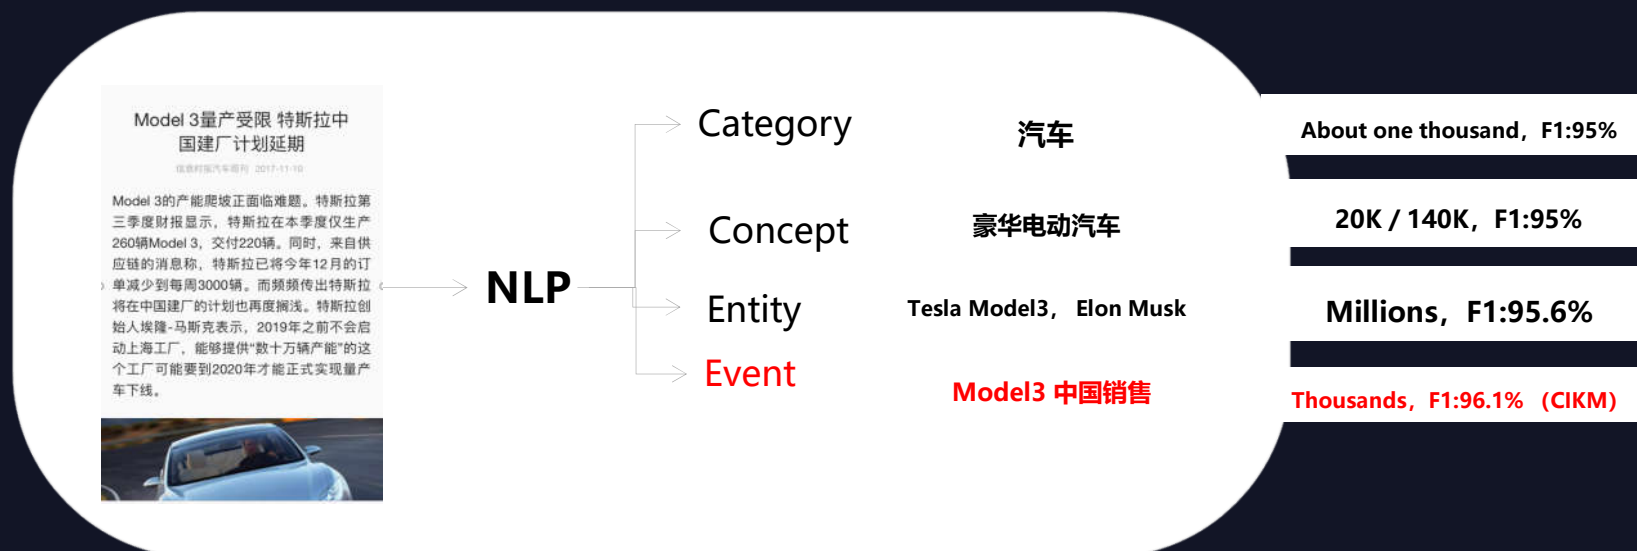 Model 3量产受限 特斯拉中
国建厂计划延期
信息时报汽车周刊 2017-11-10
Model 3的产能爬坡正面临难题。特斯拉第
三季度财报显示，特斯拉在本季度仅生产
260辆Model 3，交付220辆。同时，来自供
应链的消息称，特斯拉已将今年12月的订
单减少到每周3000辆。而频频传出特斯拉
将在中国建厂的计划也再度搁浅。特斯拉创
始人埃隆-马斯克表示，2019年之前不会启
动上海工厂，能够提供“数十万辆产能”的这
个工厂可能要到2020年才能正式实现量产
车下线。
NLP
Category
汽车
About one thousand，F1:95%
Concept
豪华电动汽车
20K / 140K，F1:95%
Entity
Tesla Model3， Elon Musk
Millions，F1:95.6%
Event
Model3 中国销售
Thousands，F1:96.1% （CIKM）